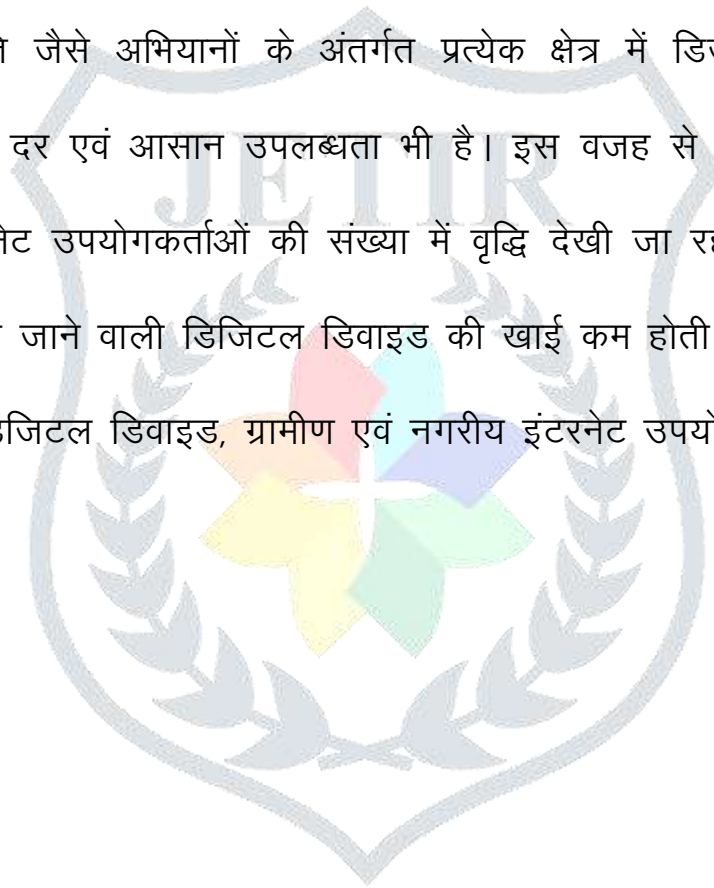 जैसे अभियानों के अंतर्गत प्रत्येक क्षेत्र में
JETIR
दर एवं आसान उपलब्धता भी है। इस वजह से
उपयोगकर्ताओं की संख्या में वृद्धि देखी जा
जाने वाली डिजिटल डिवाइड की खाई कम होती
डिवाइड, ग्रामीण एवं नगरीय इंटरनेट